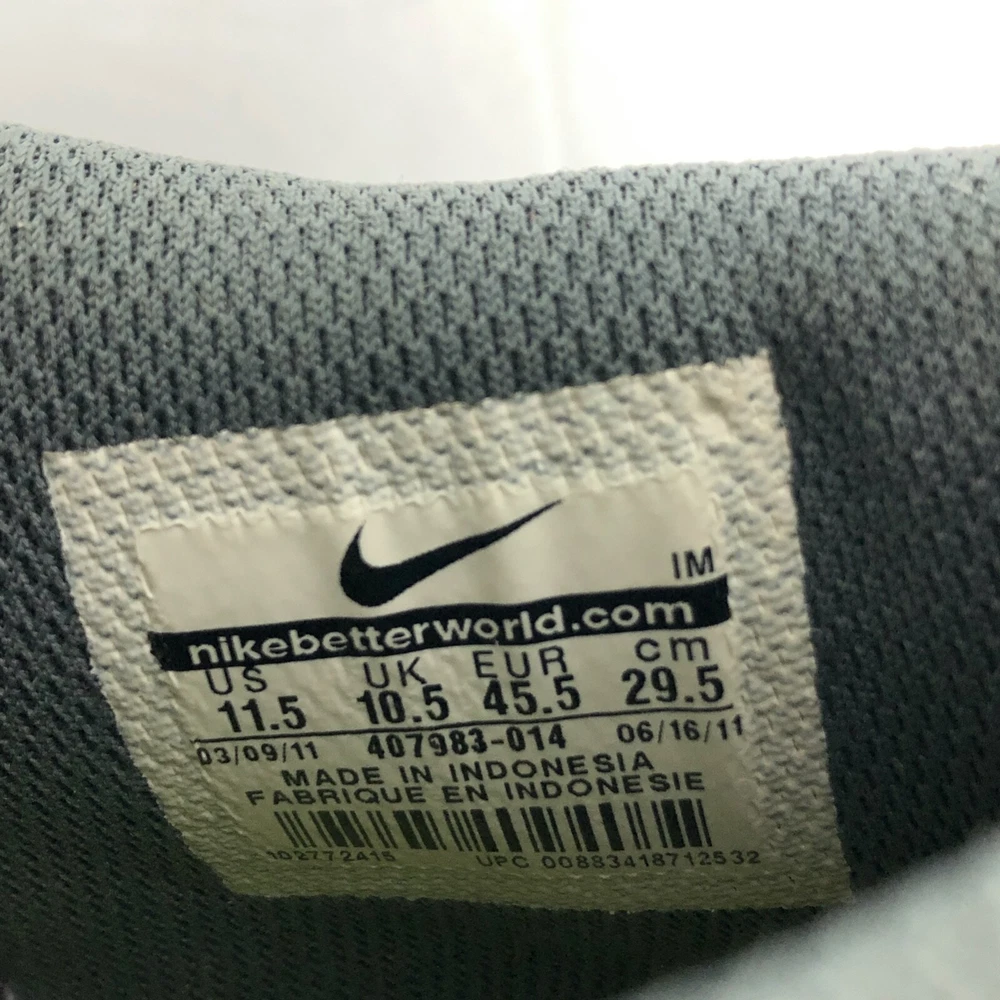 IM
nikebetterworld.com
US UK EUR cm
11.5 10.5 45.5 29.5
03/09/11 407983-014 06/16/11
MADE IN INDONESIA
FABRIQUE EN INDONESIE
102772415 UPC 00883418712532